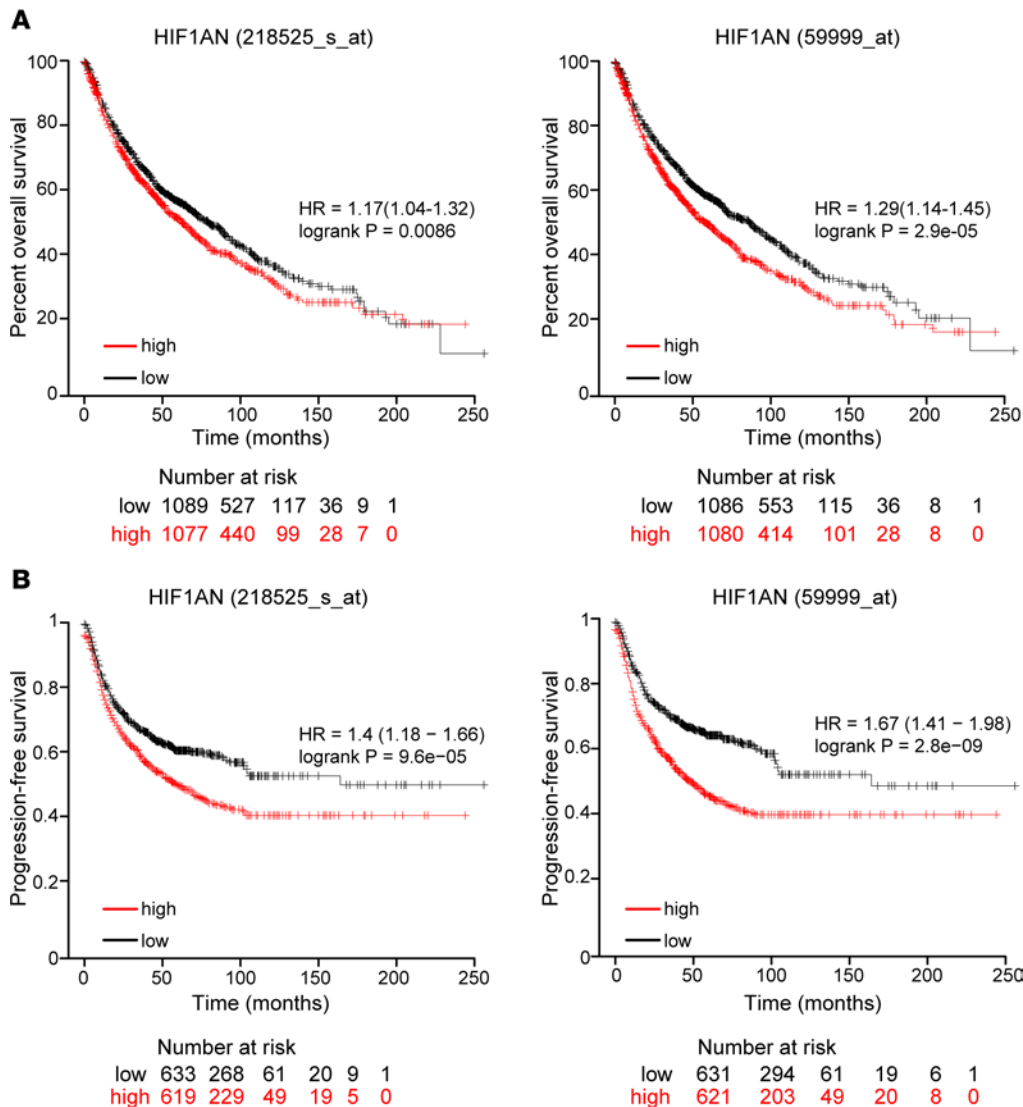 A
HIF1AN (218525_s_at)
Percent overall survival
100
80
60
40
20
0
HR = 1.17(1.04-1.32)
logrank P = 0.0086
high
low
0 50 100 150 200 250
Time (months)
Number at risk
low 1089 527 117 36 9 1
high 1077 440 99 28 7 0
HIF1AN (59999_at)
Percent overall survival
100
80
60
40
20
0
HR = 1.29(1.14-1.45)
logrank P = 2.9e-05
high
low
0 50 100 150 200 250
Time (months)
Number at risk
low 1086 553 115 36 8 1
high 1080 414 101 28 8 0
B
HIF1AN (218525_s_at)
Progression-free survival
1
0.8
0.6
0.4
0.2
0
HR = 1.4 (1.18 − 1.66)
logrank P = 9.6e−05
high
low
0 50 100 150 200 250
Time (months)
Number at risk
low 633 268 61 20 9 1
high 619 229 49 19 5 0
HIF1AN (59999_at)
Progression-free survival
1
0.8
0.6
0.4
0.2
0
HR = 1.67 (1.41 − 1.98)
logrank P = 2.8e−09
high
low
0 50 100 150 200 250
Time (months)
Number at risk
low 631 294 61 19 6 1
high 621 203 49 20 8 0